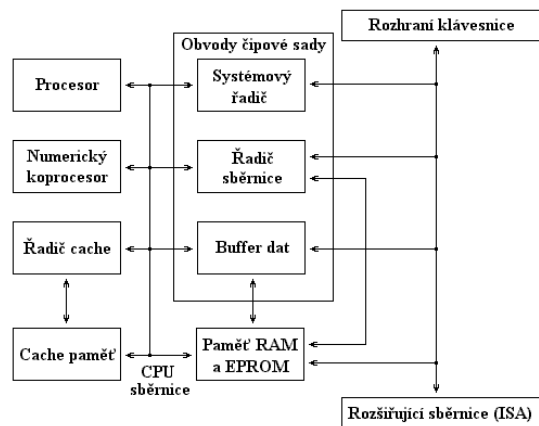 Rozhraní klávesnice
Obvody čipové sady
Procesor
Systémový
řadič
Numerický
koprocesor
Řadič
sběrnice
Řadič cache
Buffer dat
Cache paměť
CPU
sběrnice
Paměť RAM
a EPROM
Rozšiřující sběrnice (ISA)